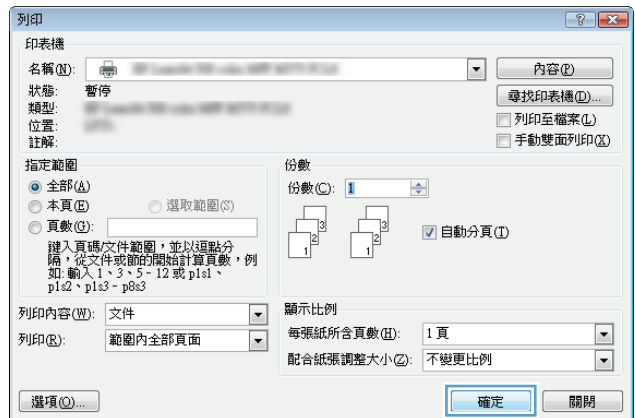 列印
印表機
名稱(N):
內容(P)
狀態: 暫停
尋找印表機(D)...
類型:
位置:
列印至檔案(L)
註解:
手動雙面列印(X)
指定範圍
全部(A)
本頁(E) 選取範圍(S)
頁數(G):
鍵入頁碼/文件範圍，並以逗點分
隔，從文件或節的開始計算頁數，例
如: 輸入 1、3、5 - 12 或 p1s1、
p1s2、p1s3 - p8s3
份數
份數(C): 1
1 2 3 1 2 3
自動分頁(T)
列印內容(W): 文件
列印(R): 範圍內全部頁面
顯示比例
每張紙所含頁數(H): 1 頁
配合紙張調整大小(Z): 不變更比例
選項(O)...
確定
關閉